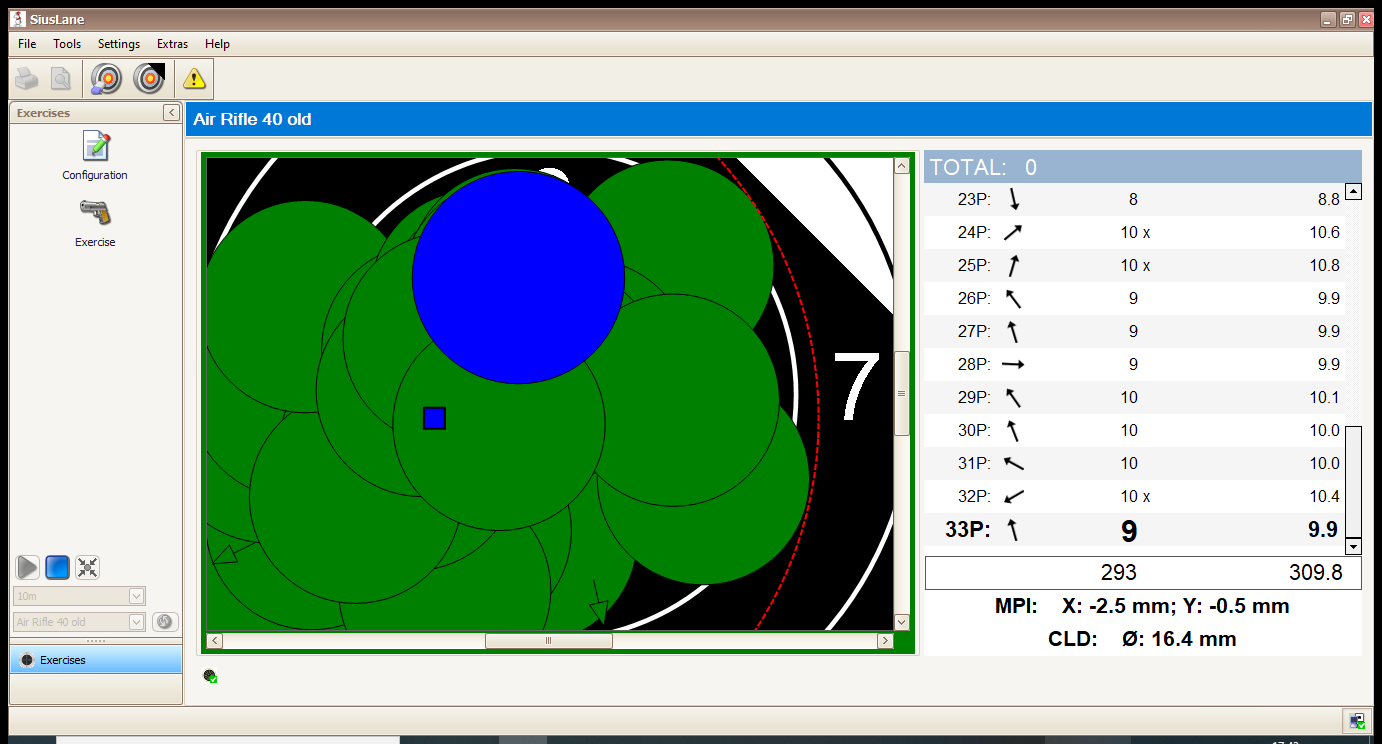 SiusLane
File Tools Settings Extras Help
Exercises
Configuration
Exercise
10m
Air Rifle 40 old
Exercises
Air Rifle 40 old
7
TOTAL: 0
23P: 8 8.8
24P: 10 x 10.6
25P: 10 x 10.8
26P: 9 9.9
27P: 9 9.9
28P: 9 9.9
29P: 10 10.1
30P: 10 10.0
31P: 10 10.0
32P: 10 x 10.4
33P: 9 9.9
293 309.8
MPI: X: -2.5 mm; Y: -0.5 mm
CLD: Ø: 16.4 mm